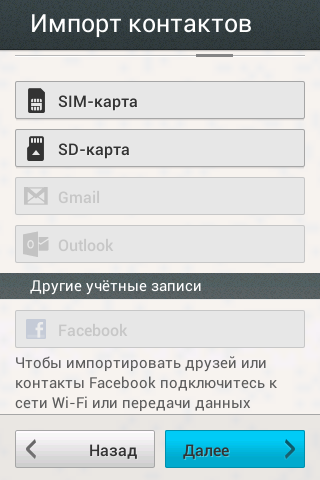 Импорт контактов
SIM-карта
SD-карта
Gmail
Outlook
Другие учётные записи
Facebook
Чтобы импортировать друзей или
контакты Facebook подключитесь к
сети Wi-Fi или передачи данных
Назад
Далее